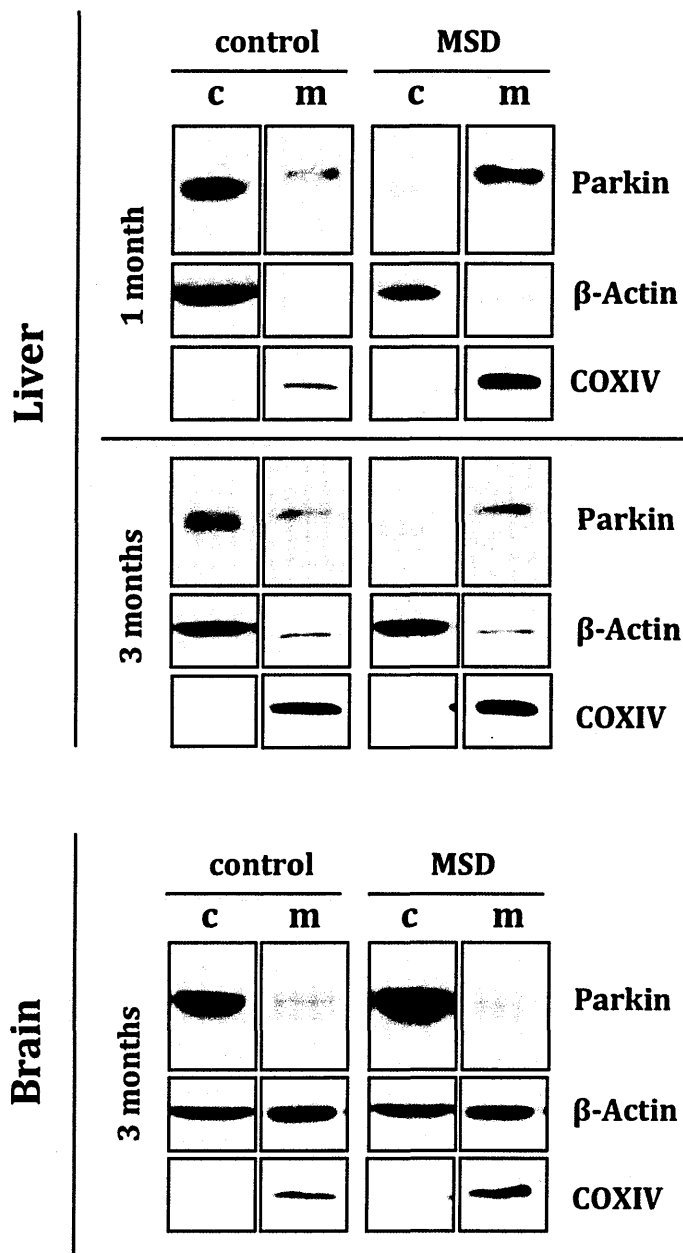 control MSD
c m c m
Liver
1 month
Parkin
β-Actin
COXIV
3 months
Parkin
β-Actin
COXIV
control MSD
c m c m
Brain
3 months
Parkin
β-Actin
COXIV